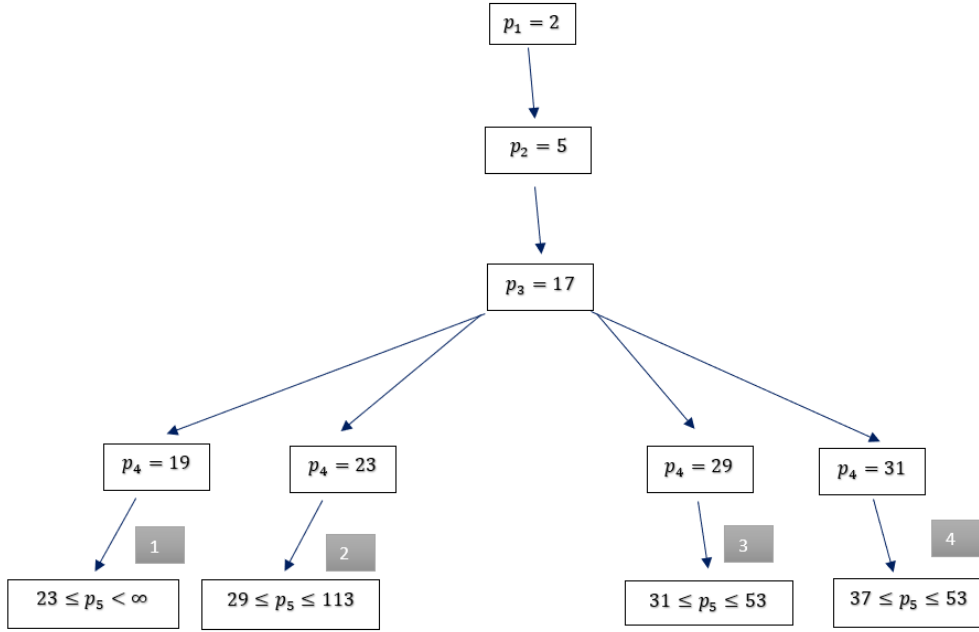 p₁ = 2
p₂ = 5
p₃ = 17
p₄ = 19
p₄ = 23
p₄ = 29
p₄ = 31
1
2
3
4
23 ≤ p₅ < ∞
29 ≤ p₅ ≤ 113
31 ≤ p₅ ≤ 53
37 ≤ p₅ ≤ 53